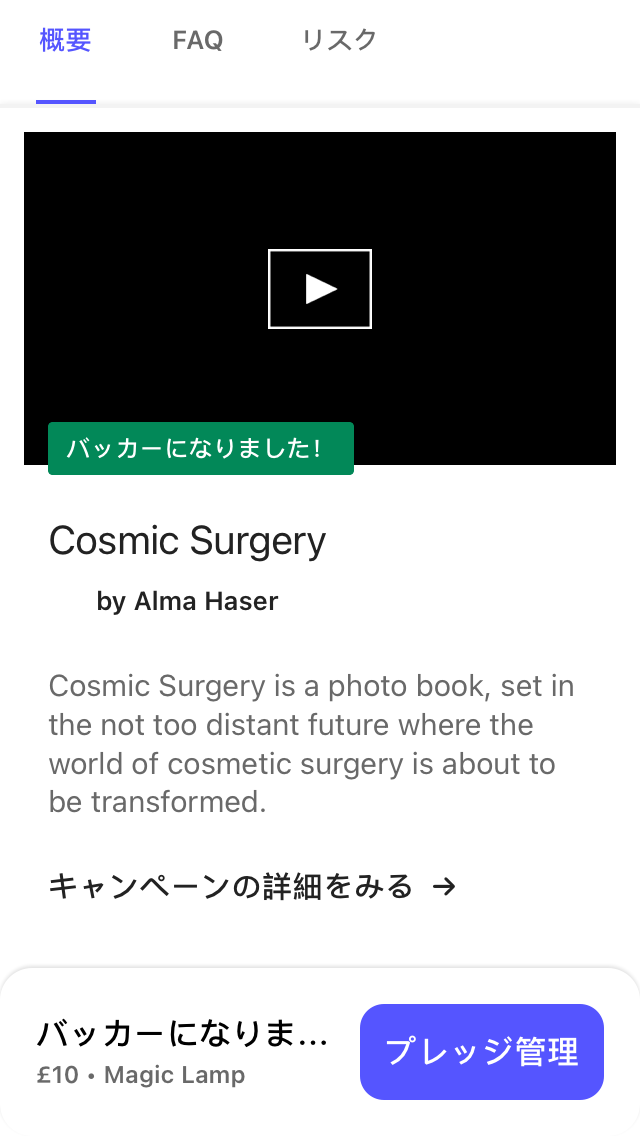 概要 FAQ リスク
バッカーになりました!
Cosmic Surgery
by Alma Haser
Cosmic Surgery is a photo book, set in
the not too distant future where the
world of cosmetic surgery is about to
be transformed.
キャンペーンの詳細をみる →
バッカーになりま...
£10 • Magic Lamp
プレッジ管理